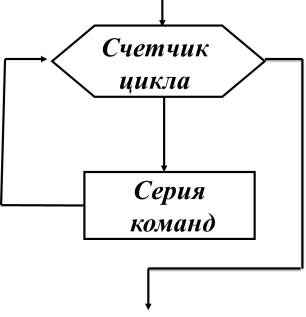 Счетчик
цикла
Серия
команд